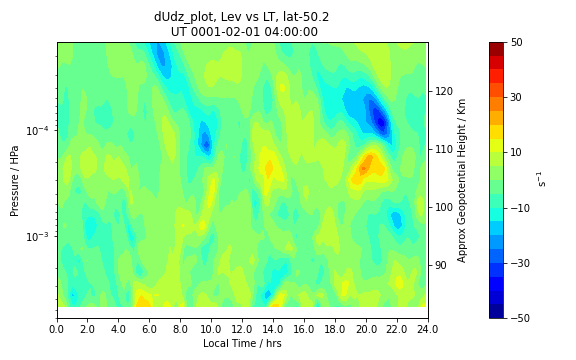 dUdz_plot, Lev vs LT, lat-50.2
UT 0001-02-01 04:00:00
Pressure / HPa
10⁻⁴
10⁻³
0.0 2.0 4.0 6.0 8.0 10.0 12.0 14.0 16.0 18.0 20.0 22.0 24.0
Local Time / hrs
120
110
100
90
Approx Geopotential Height / Km
50
30
10
−10
−30
−50
s⁻¹